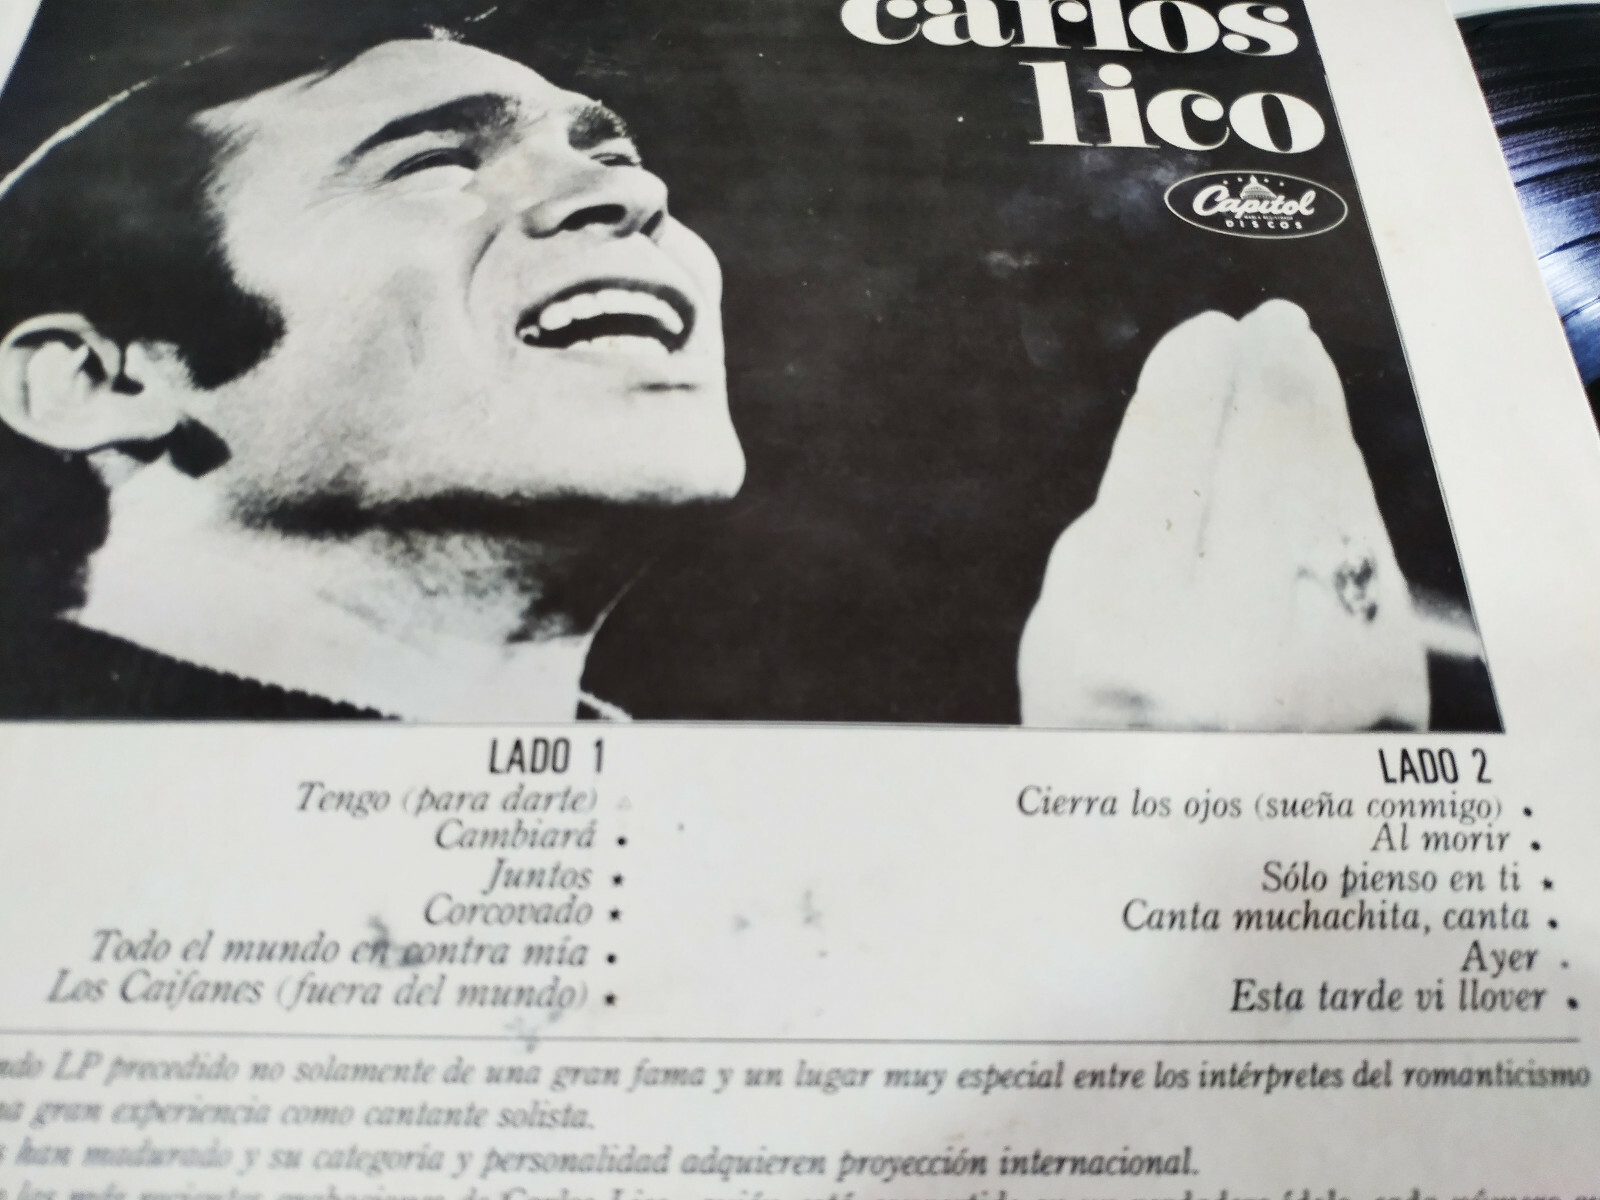 carlos
lico
Capitol
MARCA REGISTRADA
DISCOS
LADO 1
Tengo (para darte)
Cambiará •
Juntos ★
Corcovado ★
Todo el mundo en contra mía •
Los Caifanes (fuera del mundo) ★
LADO 2
Cierra los ojos (sueña conmigo) •
Al morir •
Sólo pienso en ti ★
Canta muchachita, canta •
Ayer •
Esta tarde vi llover •
LP precedido no solamente de una gran fama y un lugar muy especial entre los intérpretes del romanticismo
gran experiencia como cantante solista.
han madurado y su categoría y personalidad adquieren proyección internacional.